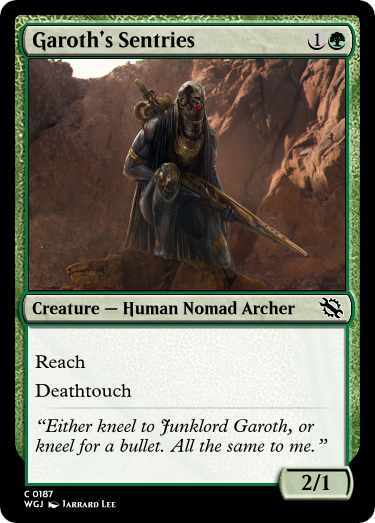 Garoth's Sentries 1
Creature — Human Nomad Archer
Reach
Deathtouch
“Either kneel to Junklord Garoth, or
kneel for a bullet. All the same to me.”
2/1
C 0187
WGJ Jarrard Lee